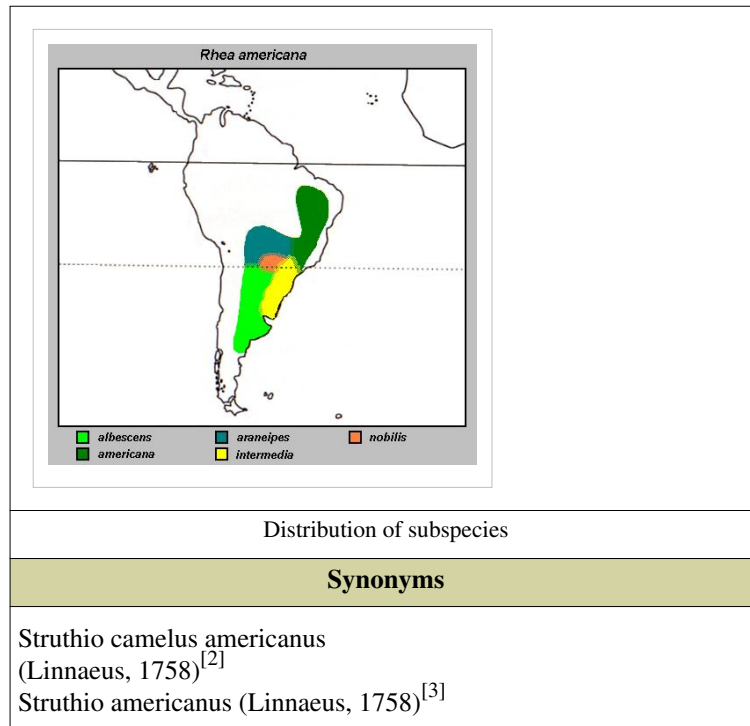 Rhea americana
albescens araneipes nobilis
americana intermedia
Distribution of subspecies
Synonyms
Struthio camelus americanus
(Linnaeus, 1758)[2]
Struthio americanus (Linnaeus, 1758)[3]